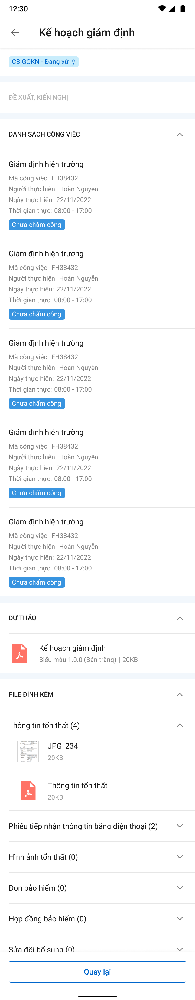 12:30
Kế hoạch giám định
CB GQKN - Đang xử lý
ĐỀ XUẤT, KIẾN NGHỊ
DANH SÁCH CÔNG VIỆC
Giám định hiện trường
Mã công việc: FH38432
Người thực hiện: Hoàn Nguyễn
Ngày thực hiện: 22/11/2022
Thời gian thực: 08:00 - 17:00
Chưa chấm công
Giám định hiện trường
Mã công việc: FH38432
Người thực hiện: Hoàn Nguyễn
Ngày thực hiện: 22/11/2022
Thời gian thực: 08:00 - 17:00
Chưa chấm công
Giám định hiện trường
Mã công việc: FH38432
Người thực hiện: Hoàn Nguyễn
Ngày thực hiện: 22/11/2022
Thời gian thực: 08:00 - 17:00
Chưa chấm công
Giám định hiện trường
Mã công việc: FH38432
Người thực hiện: Hoàn Nguyễn
Ngày thực hiện: 22/11/2022
Thời gian thực: 08:00 - 17:00
Chưa chấm công
Giám định hiện trường
Mã công việc: FH38432
Người thực hiện: Hoàn Nguyễn
Ngày thực hiện: 22/11/2022
Thời gian thực: 08:00 - 17:00
Chưa chấm công
DỰ THẢO
Kế hoạch giám định
Biểu mẫu 1.0.0 (Bản trắng) | 20KB
FILE ĐÍNH KÈM
Thông tin tổn thất (4)
JPG_234
20KB
Thông tin tổn thất
20KB
Phiếu tiếp nhận thông tin bằng điện thoại (2)
Hình ảnh tổn thất (0)
Đơn bảo hiểm (0)
Hợp đồng bảo hiểm (0)
Sửa đổi bổ sung (0)
Quay lại